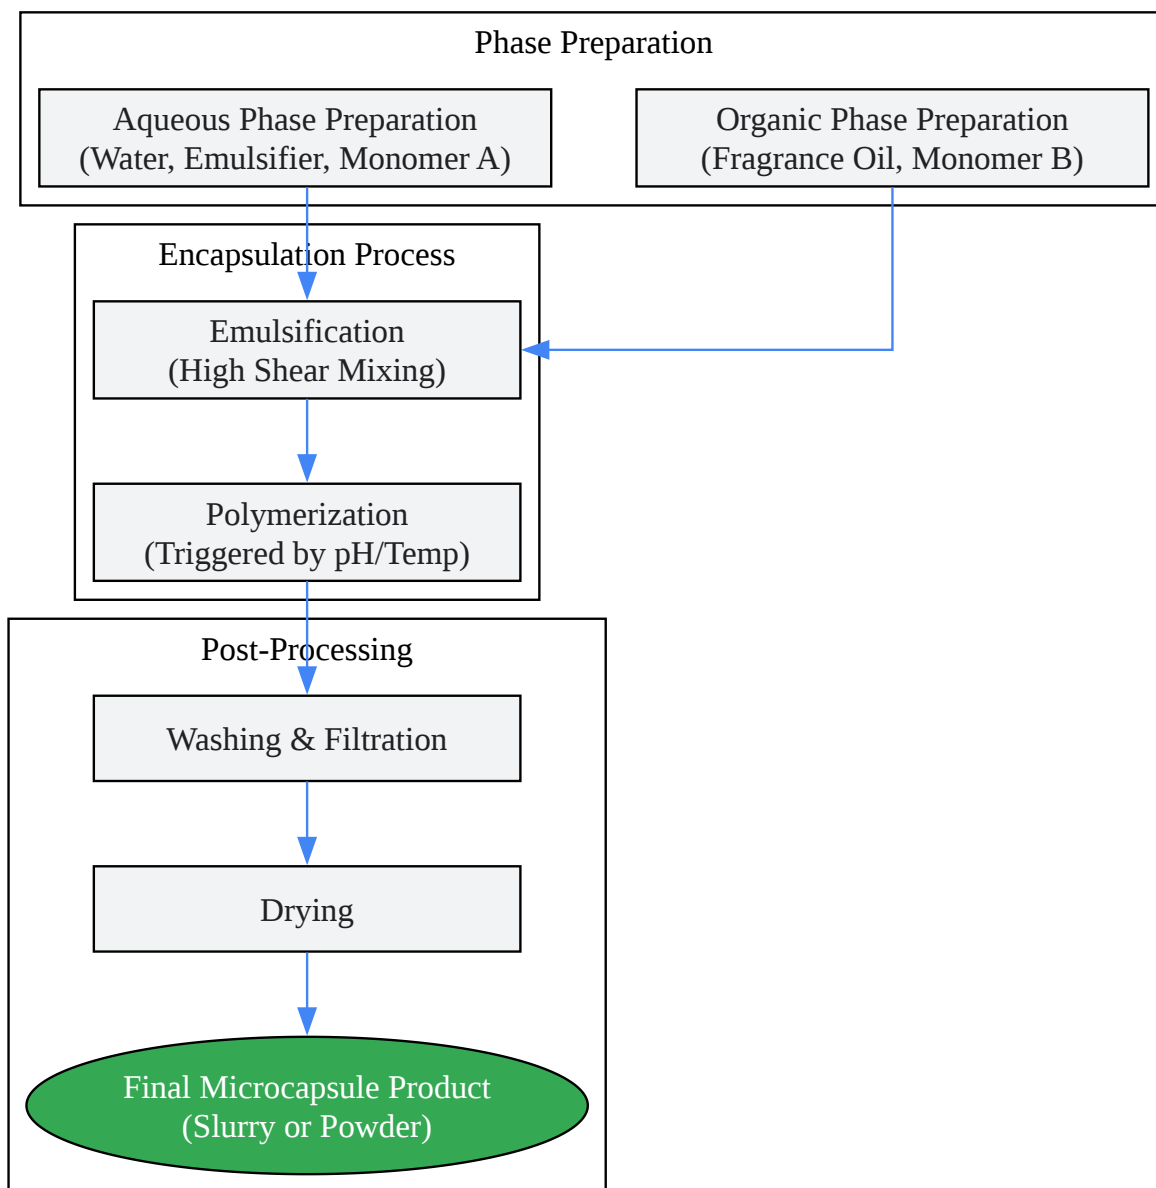 Phase Preparation
Aqueous Phase Preparation
(Water, Emulsifier, Monomer A)
Organic Phase Preparation
(Fragrance Oil, Monomer B)
Encapsulation Process
Emulsification
(High Shear Mixing)
Polymerization
(Triggered by pH/Temp)
Post-Processing
Washing & Filtration
Drying
Final Microcapsule Product
(Slurry or Powder)